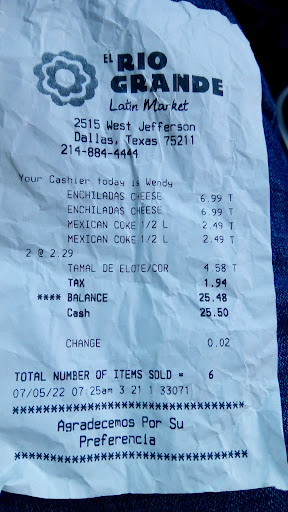 EL RIO
GRANDE
Latin Market
2515 West Jefferson
Dallas, Texas 75211
214-884-4444
Your Cashier today is Wendy
ENCHILADAS CHEESE 6.99 T
ENCHILADAS CHEESE 6.99 T
MEXICAN COKE 1/2 L 2.49 T
MEXICAN COKE 1/2 L 2.49 T
2 @ 2.29
TAMAL DE ELOTE/COR 4.58 T
TAX 1.94
**** BALANCE 25.48
Cash 25.50
CHANGE 0.02
TOTAL NUMBER OF ITEMS SOLD = 6
07/05/22 07:25am 3 21 1 33071
************************************
Agradecemos Por Su
Preferencia
************************************